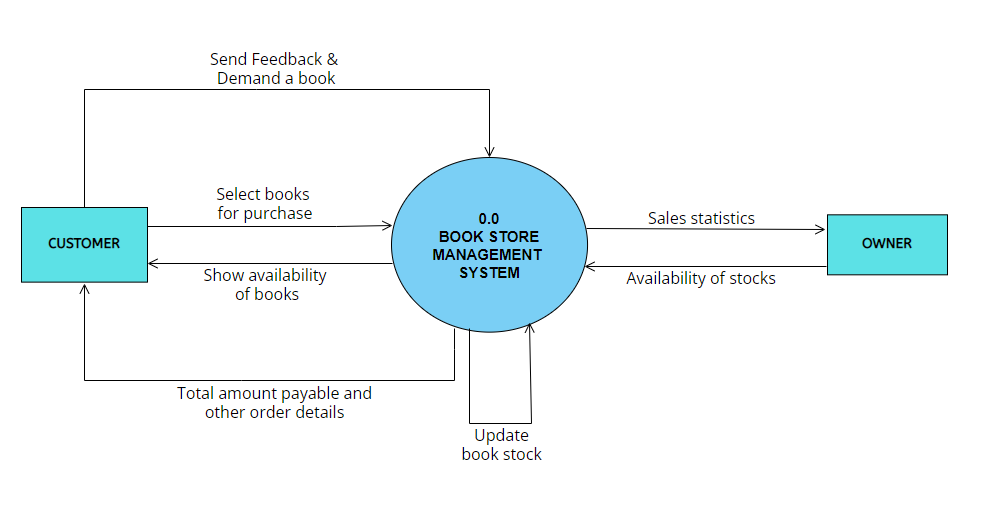 Send Feedback &
Demand a book
Select books
for purchase
CUSTOMER
Show availability
of books
0.0
BOOK STORE
MANAGEMENT
SYSTEM
Sales statistics
OWNER
Availability of stocks
Total amount payable and
other order details
Update
book stock